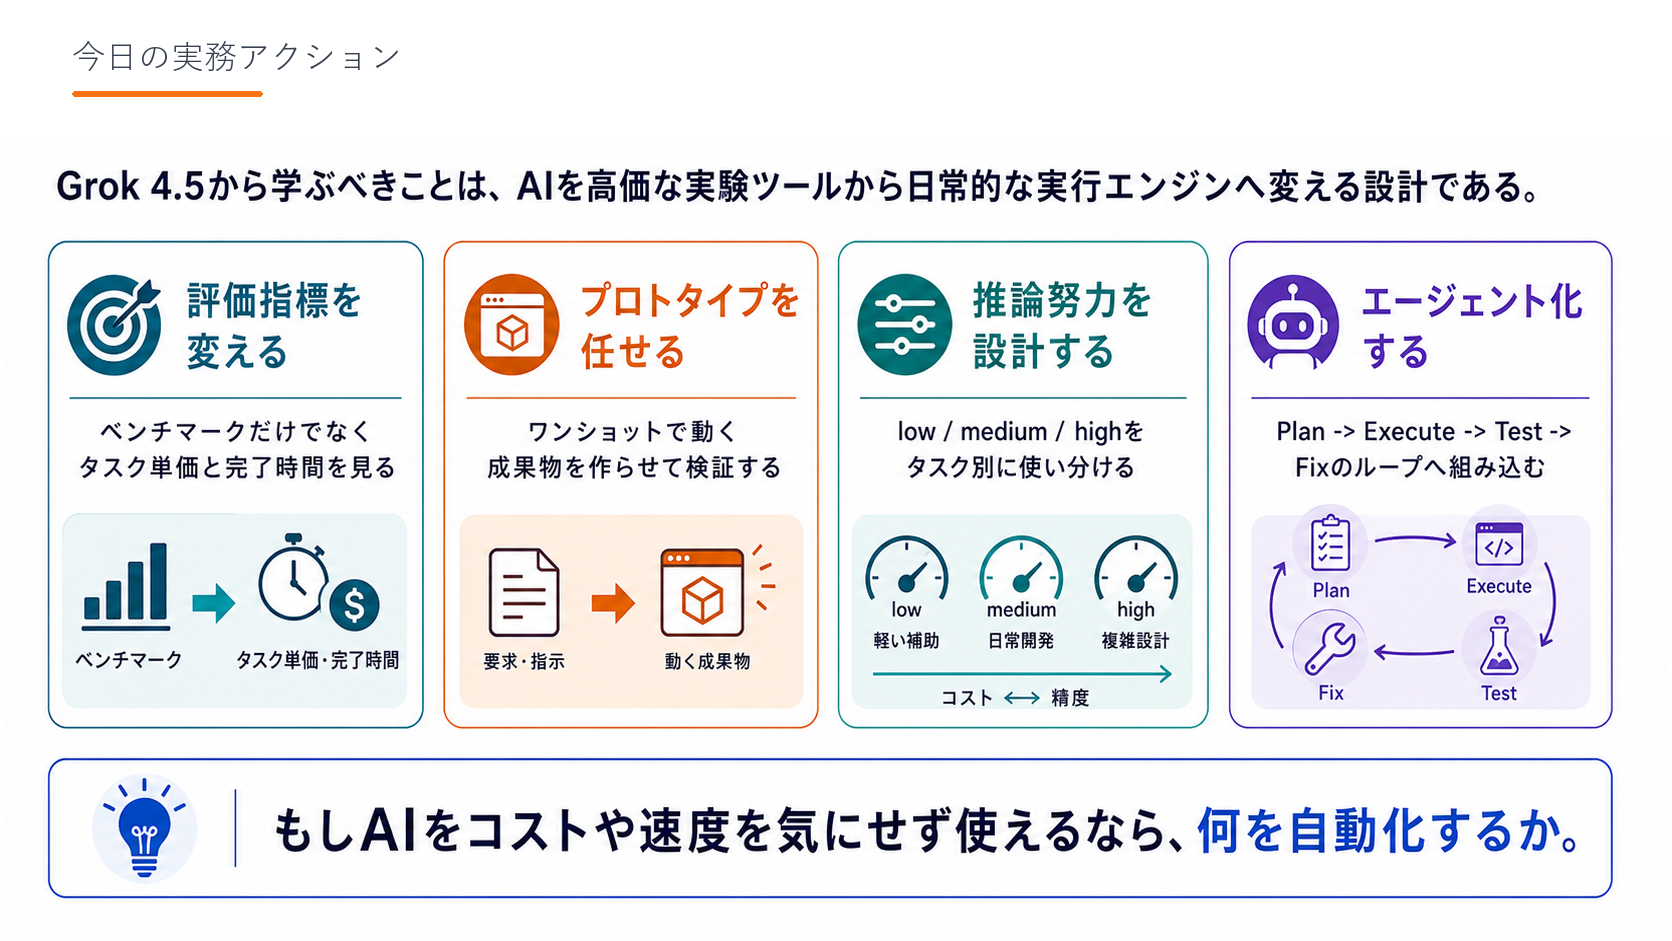 今日の実務アクション
Grok 4.5から学ぶべきことは、AIを高価な実験ツールから日常的な実行エンジンへ変える設計である。
評価指標を
変える
ベンチマークだけでなく
タスク単価と完了時間を見る
ベンチマーク
$
タスク単価・完了時間
プロトタイプを
任せる
ワンショットで動く
成果物を作らせて検証する
要求・指示
動く成果物
推論努力を
設計する
low / medium / highを
タスク別に使い分ける
low
medium
high
軽い補助
日常開発
複雑設計
コスト ⟷ 精度
エージェント化
する
Plan -> Execute -> Test ->
Fixのループへ組み込む
Plan
</>
Execute
Fix
Test
もしAIをコストや速度を気にせず使えるなら、何を自動化するか。